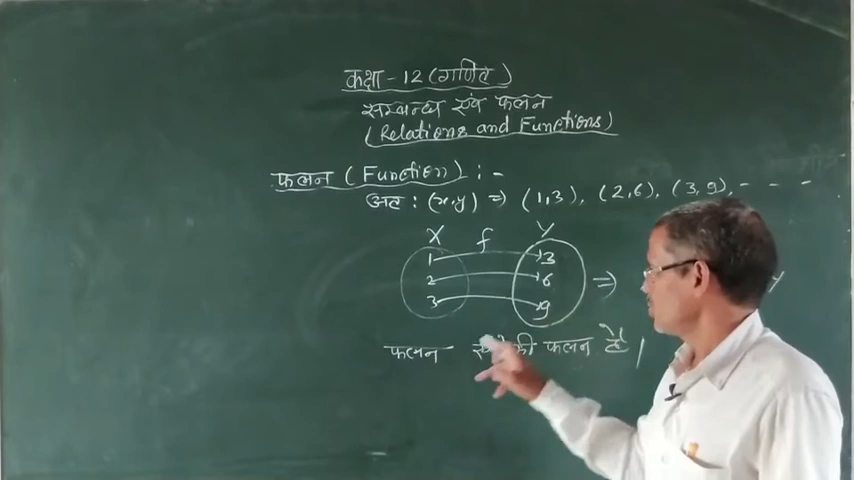 कक्षा - 12 (गणित)
सम्बन्ध एवं फलन
(Relations and Functions)
फलन (Function) : -
अतः (x,y) ⇒ (1,3), (2,6), (3,9), - - -
X f Y
1 3
2 6 ⇒ Y
3 9
फलन की फलन है।